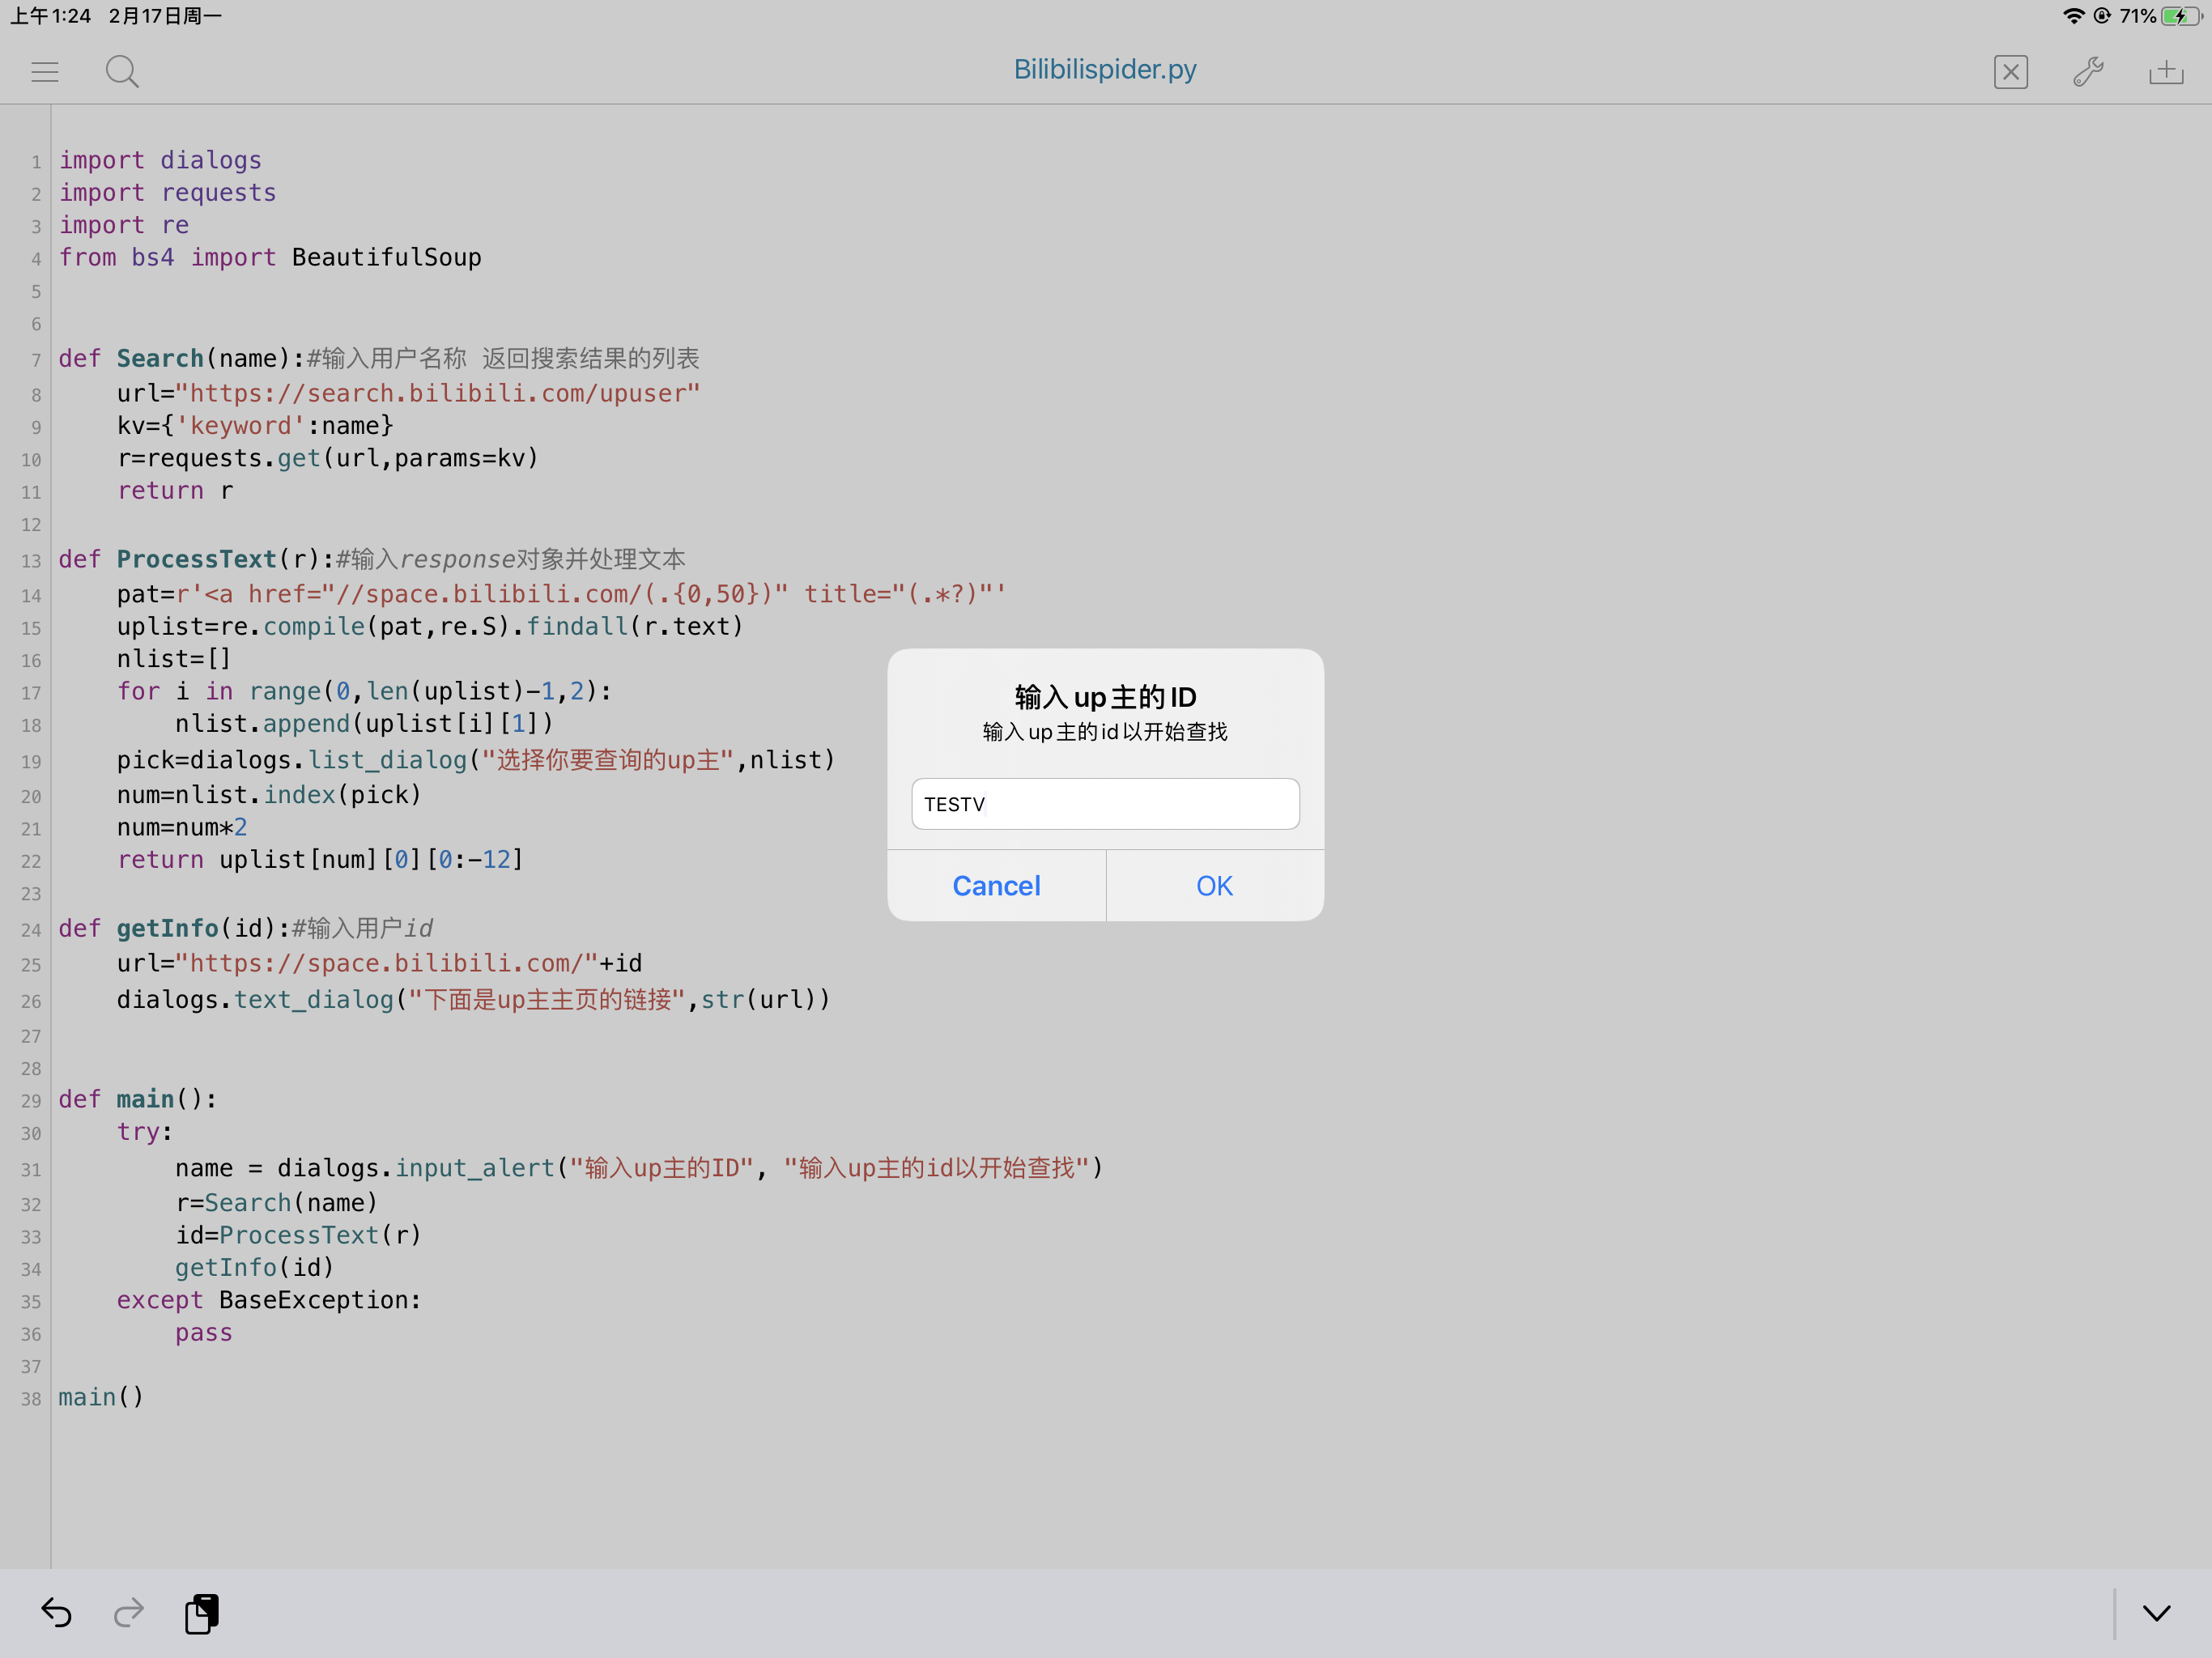 上午1:24 2月17日周一 71%
Bilibilispider.py
1 import dialogs
2 import requests
3 import re
4 from bs4 import BeautifulSoup
5
6
7 def Search(name):#输入用户名称 返回搜索结果的列表
8     url="https://search.bilibili.com/upuser"
9     kv={'keyword':name}
10     r=requests.get(url,params=kv)
11     return r
12
13 def ProcessText(r):#输入response对象并处理文本
14     pat=r'<a href="//space.bilibili.com/(.{0,50})" title="(.*?)"'
15     uplist=re.compile(pat,re.S).findall(r.text)
16     nlist=[]
17     for i in range(0,len(uplist)-1,2):
18         nlist.append(uplist[i][1])
19     pick=dialogs.list_dialog("选择你要查询的up主",nlist)
20     num=nlist.index(pick)
21     num=num*2
22     return uplist[num][0][0:-12]
23
24 def getInfo(id):#输入用户id
25     url="https://space.bilibili.com/"+id
26     dialogs.text_dialog("下面是up主主页的链接",str(url))
27
28
29 def main():
30     try:
31         name = dialogs.input_alert("输入up主的ID", "输入up主的id以开始查找")
32         r=Search(name)
33         id=ProcessText(r)
34         getInfo(id)
35     except BaseException:
36         pass
37
38 main()
输入up主的ID
输入up主的id以开始查找
TESTV
Cancel OK